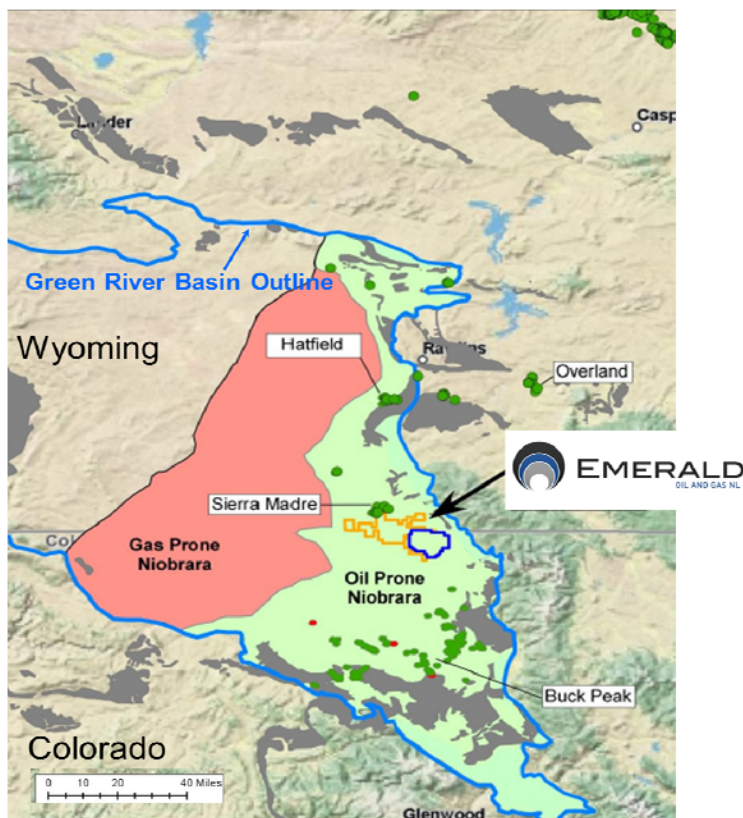 Lander
Casp
Green River Basin Outline
Wyoming
Hatfield
Rawlins
Overland
EMERALD
OIL AND GAS NL
Sierra Madre
Col
Gas Prone
Niobrara
Oil Prone
Niobrara
Buck Peak
Colorado
0 10 20 40 Miles
Glenwood